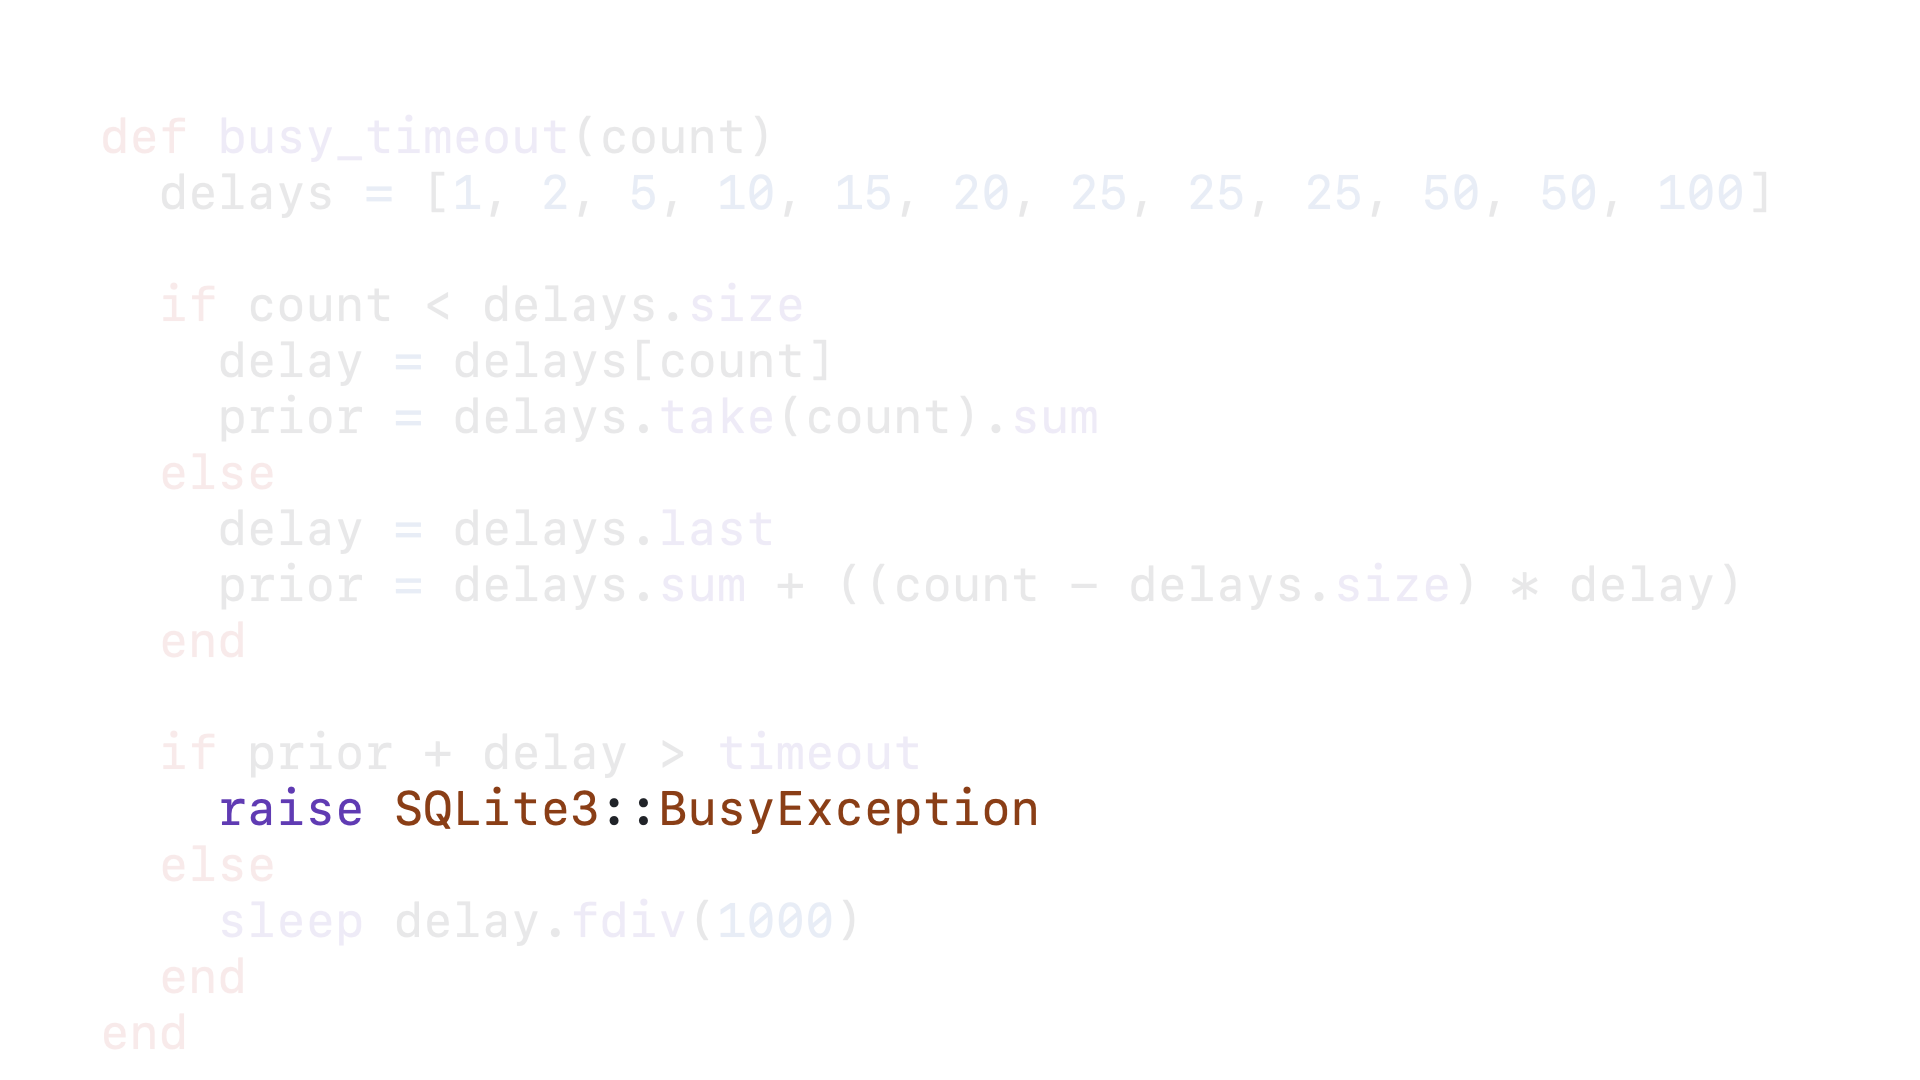 def busy_timeout(count)
  delays = [1, 2, 5, 10, 15, 20, 25, 25, 25, 50, 50, 100]

  if count < delays.size
    delay = delays[count]
    prior = delays.take(count).sum
  else
    delay = delays.last
    prior = delays.sum + ((count - delays.size) * delay)
  end

  if prior + delay > timeout
    raise SQLite3::BusyException
  else
    sleep delay.fdiv(1000)
  end
end